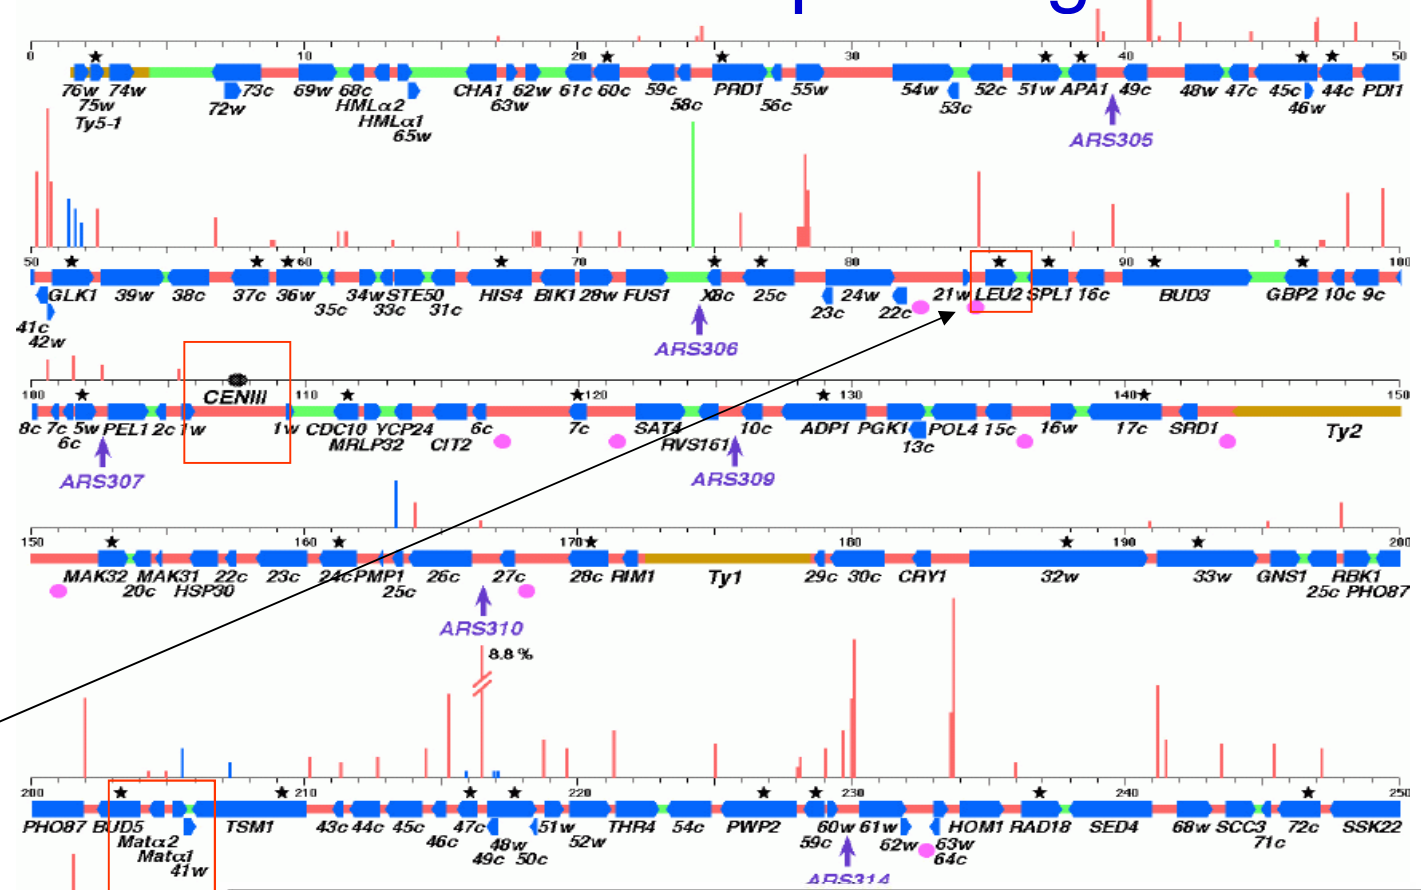 0 10 20 30 40 50
76w 74w 73c 69w 68c CHA1 62w 61c 60c 59c PRD1 55w 54w 52c 51w APA1 49c 48w 47c 45c 44c PDI1
75w 72w HMLα2 63w 58c 56c 53c 46w
Ty5-1 HMLα1
65w
ARS305
50 60 70 80 90 100
GLK1 39w 38c 37c 36w 34w STE50 HIS4 BIK1 28w FUS1 25c 24w 21w LEU2 SPL1 16c BUD3 GBP2 10c 9c
41c 35c 33c 31c 23c 22c
42w
ARS306
100 CENIII 110 120 130 140 150
8c 7c 5w PEL1 2c 1w 1w CDC10 YCP24 6c 7c SAT4 10c ADP1 PGK1 POL4 15c 16w 17c SRD1 Ty2
6c MRLP32 CIT2 RVS161 13c
ARS307 ARS309
150 160 170 180 190 200
MAK32 MAK31 22c 23c 24c PMP1 26c 27c 28c RIM1 Ty1 29c 30c CRY1 32w 33w GNS1 RBK1
20c HSP30 25c 25c PHO87
ARS310
8.8 %
200 210 220 230 240 250
PHO87 BUD5 TSM1 43c 44c 45c 47c 51w THR4 54c PWP2 60w 61w HOM1 RAD18 SED4 68w SCC3 72c SSK22
Matα2 46c 48w 52w 59c 62w 63w 71c
Matα1 49c 50c 64c
41w
ARS314